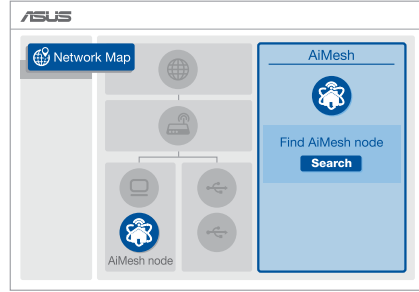 ASUS
Network Map
AiMesh
Find AiMesh node
Search
AiMesh node